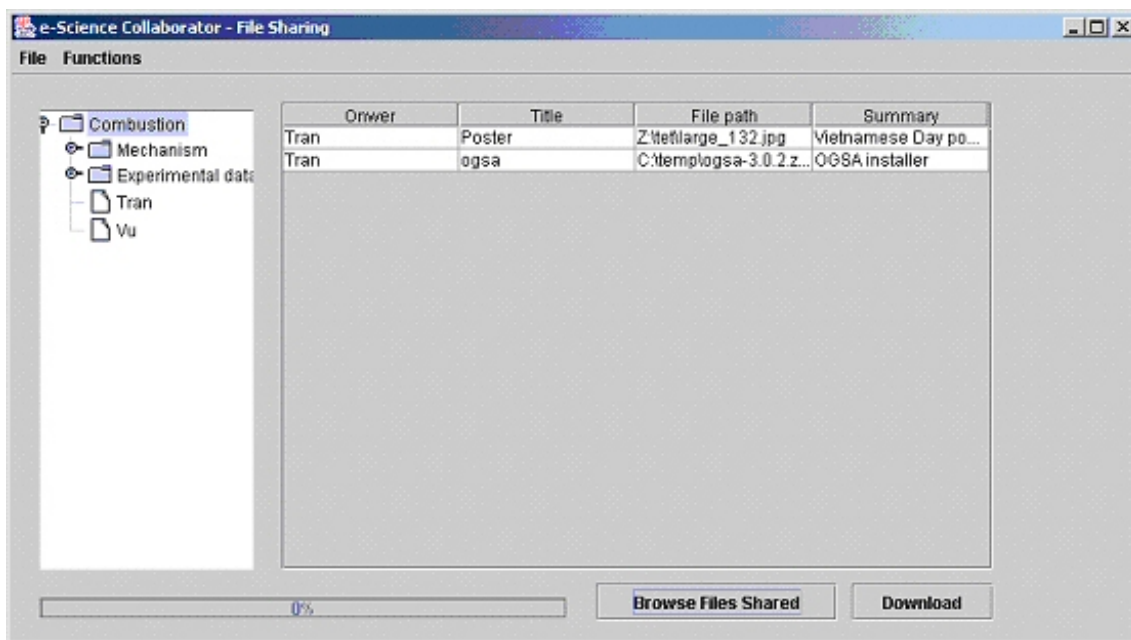 e-Science Collaborator - File Sharing
File Functions
Combustion
Mechanism
Experimental data
Tran
Vu
Onwer Title File path Summary
Tran Poster Z:\tet\large_132.jpg Vietnamese Day po...
Tran ogsa C:\temp\ogsa-3.0.2.z... OGSA installer
0% Browse Files Shared Download